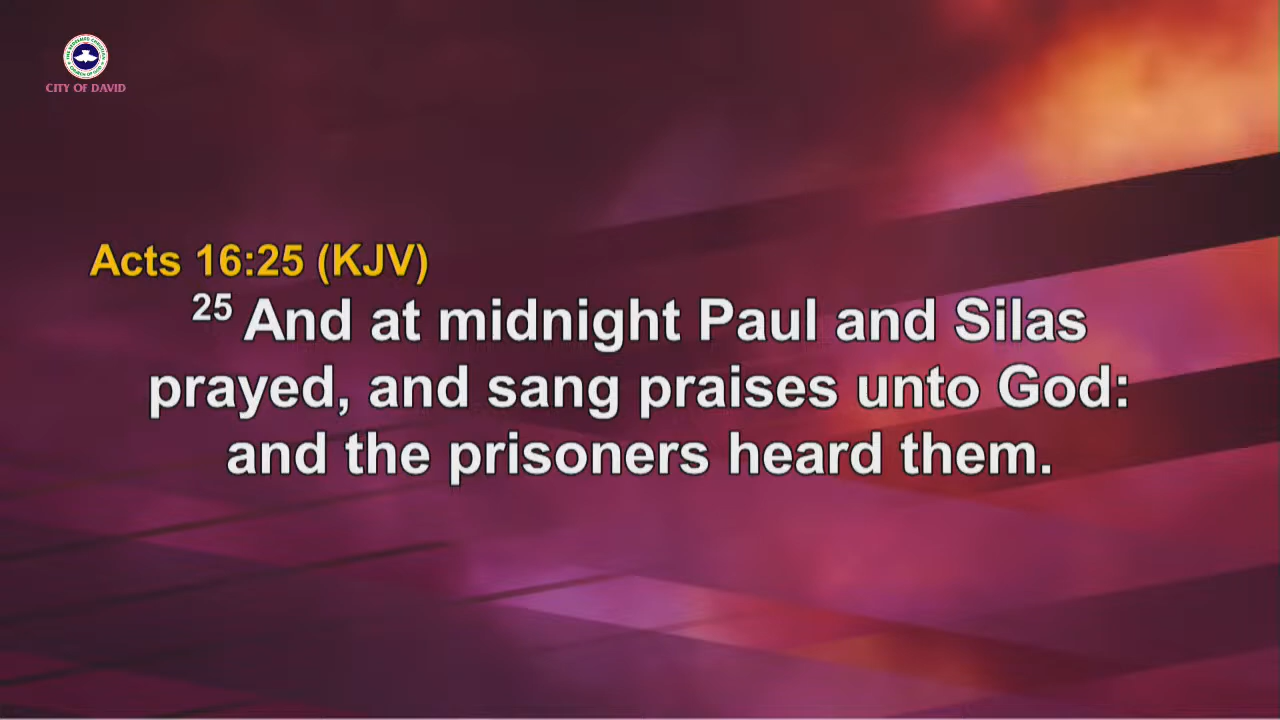 CITY OF DAVID
Acts 16:25 (KJV)
25 And at midnight Paul and Silas
prayed, and sang praises unto God:
and the prisoners heard them.